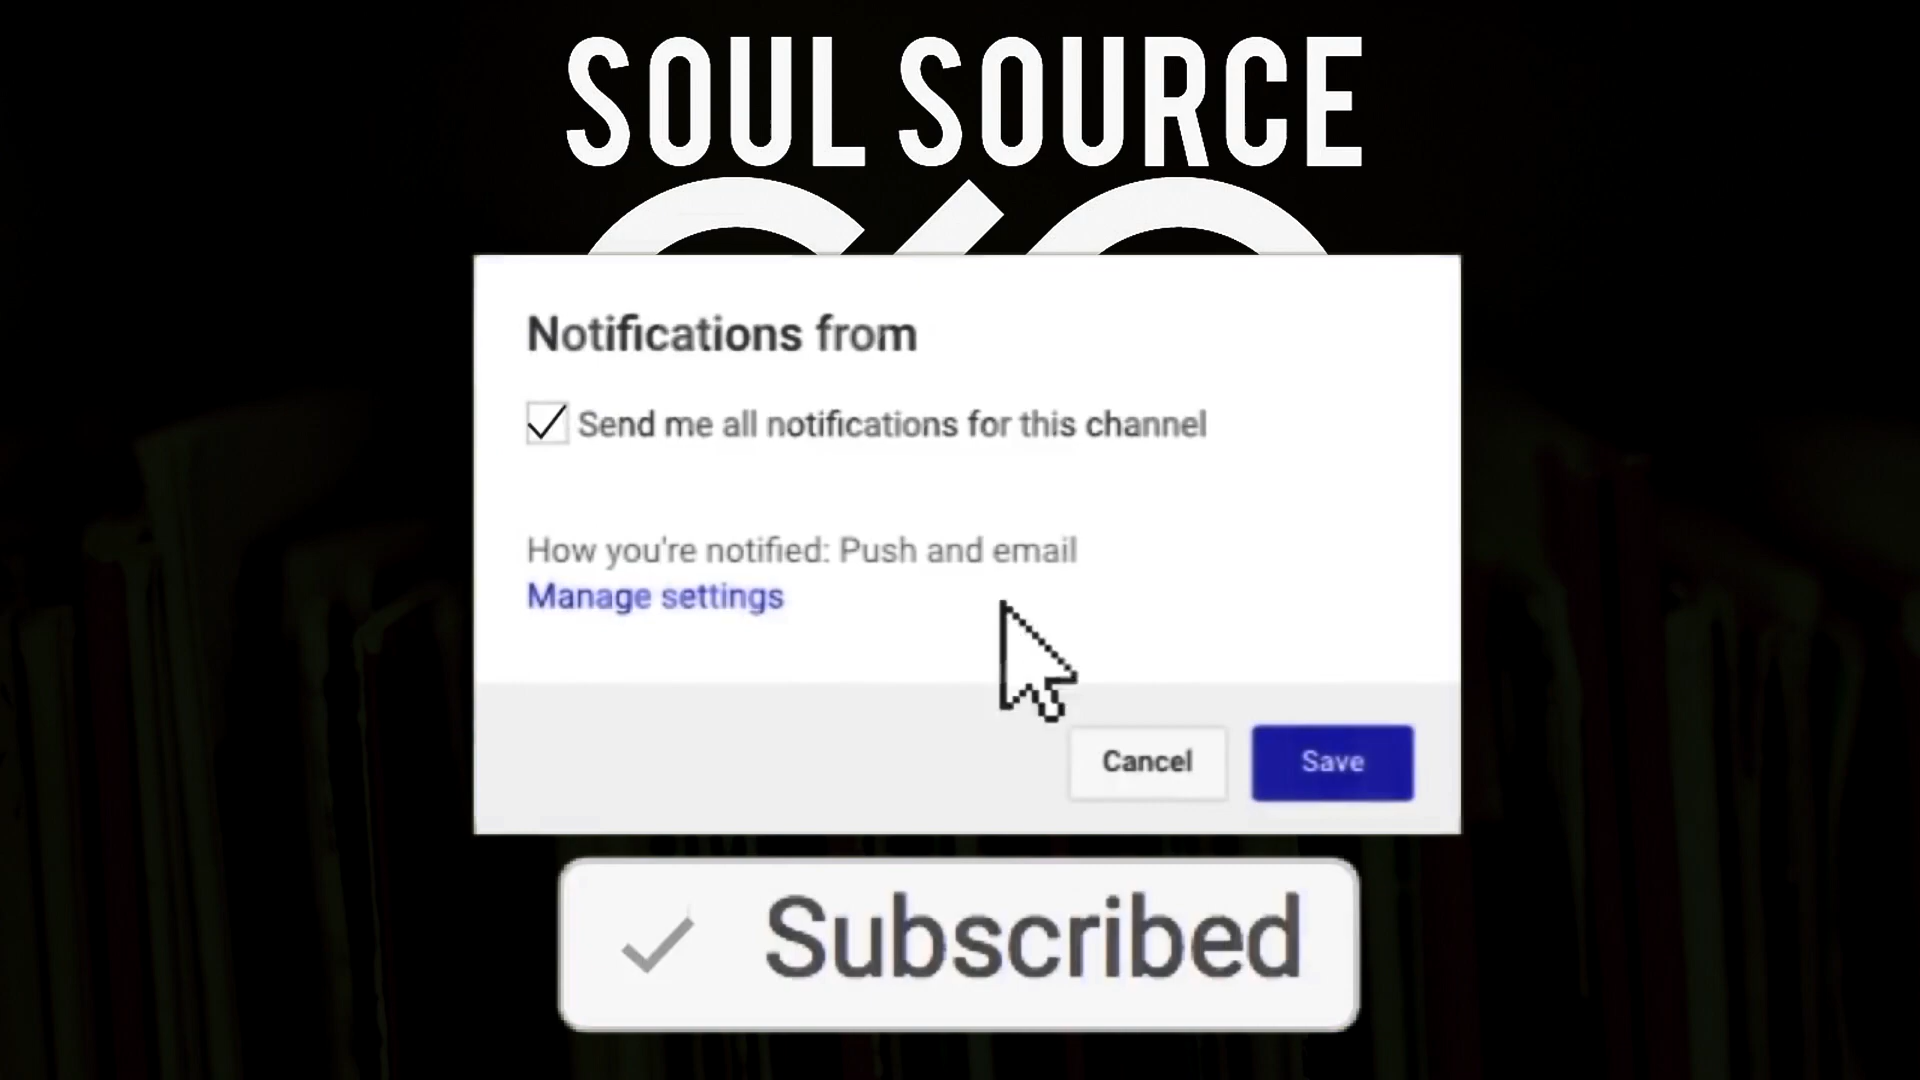 SOUL SOURCE
Notifications from
Send me all notifications for this channel
How you're notified: Push and email
Manage settings
Cancel Save
Subscribed